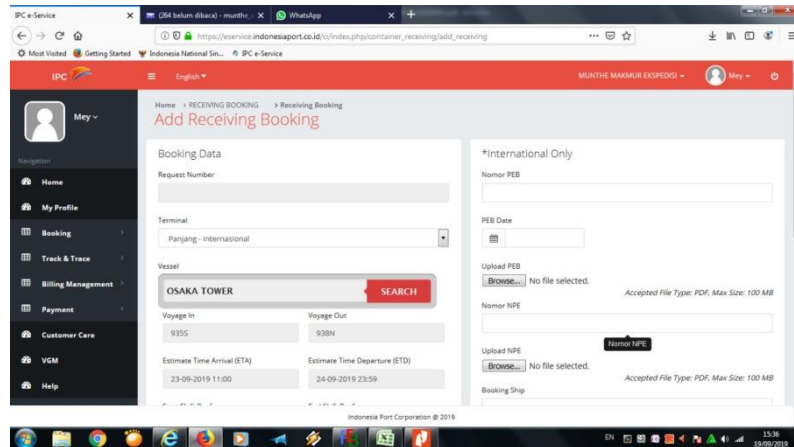 IPC e-Service
(264 belum dibaca) - munthe_
WhatsApp
https://eservice.indonesiaport.co.id/ci/index.php/container_receiving/add_receiving
Most Visited
Getting Started
Indonesia National Sin...
IPC e-Service
IPC
English
MUNTHE MAKMUR EKSPEDISI
Mey
Mey
Navigation
Home
My Profile
Booking
Track & Trace
Billing Management
Payment
Customer Care
VGM
Help
Home > RECEIVING BOOKING > Receiving Booking
Add Receiving Booking
Booking Data
Request Number
Terminal
Panjang - Internasional
Vessel
OSAKA TOWER
SEARCH
Voyage In
Voyage Out
935S
938N
Estimate Time Arrival (ETA)
Estimate Time Departure (ETD)
23-09-2019 11:00
24-09-2019 23:59
*International Only
Nomor PEB
PEB Date
Upload PEB
Browse... No file selected.
Accepted File Type: PDF, Max Size: 100 MB
Nomor NPE
Nomor NPE
Upload NPE
Browse... No file selected.
Accepted File Type: PDF, Max Size: 100 MB
Booking Ship
Indonesia Port Corporation @ 2019
EN
15:36
19/09/2019